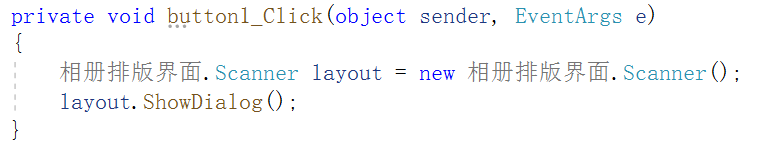 private void button1_Click(object sender, EventArgs e)
{
相册排版界面.Scanner layout = new 相册排版界面.Scanner();
layout.ShowDialog();
}